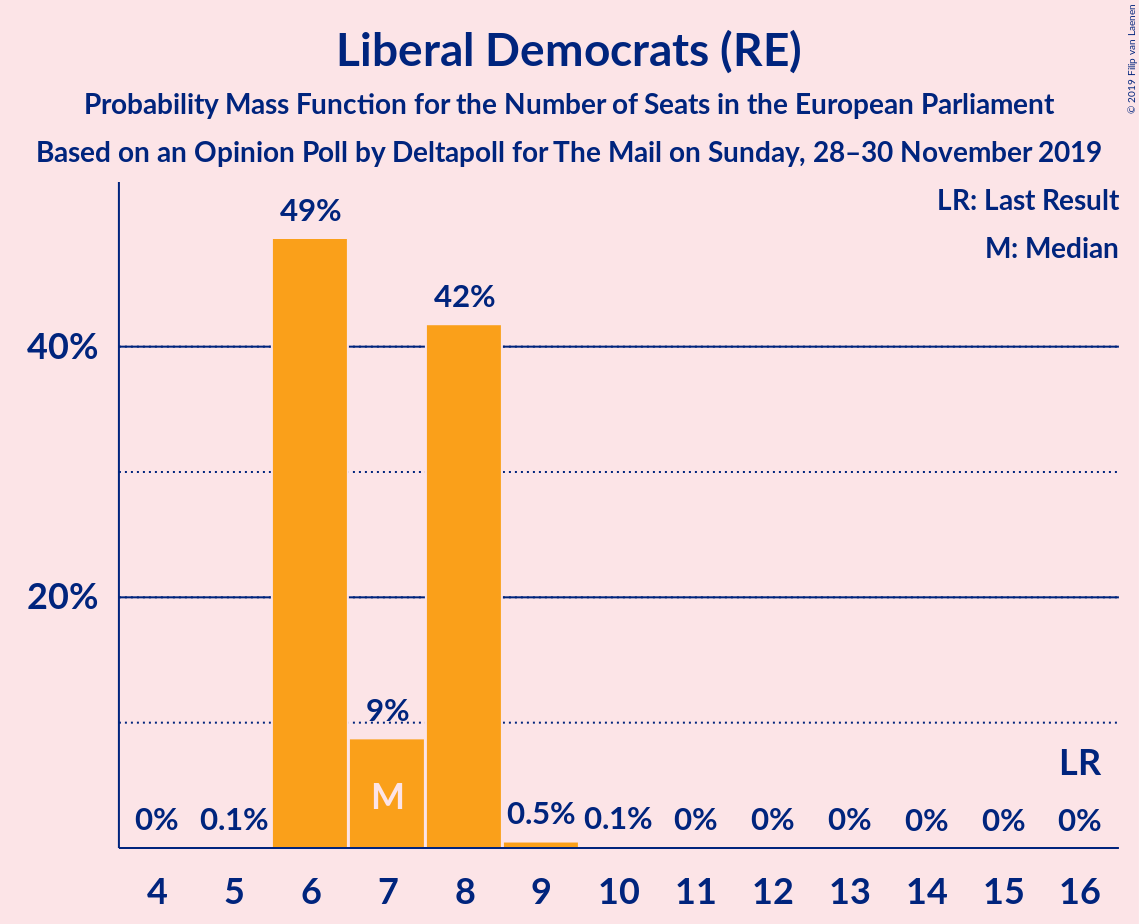 Liberal Democrats (RE)
Probability Mass Function for the Number of Seats in the European Parliament
Based on an Opinion Poll by Deltapoll for The Mail on Sunday, 28–30 November 2019
© 2019 Filip van Laenen
LR: Last Result
M: Median
49%
42%
40%
20%
9%
M
LR
0% 0.1% 0.5% 0.1% 0% 0% 0% 0% 0% 0%
4 5 6 7 8 9 10 11 12 13 14 15 16